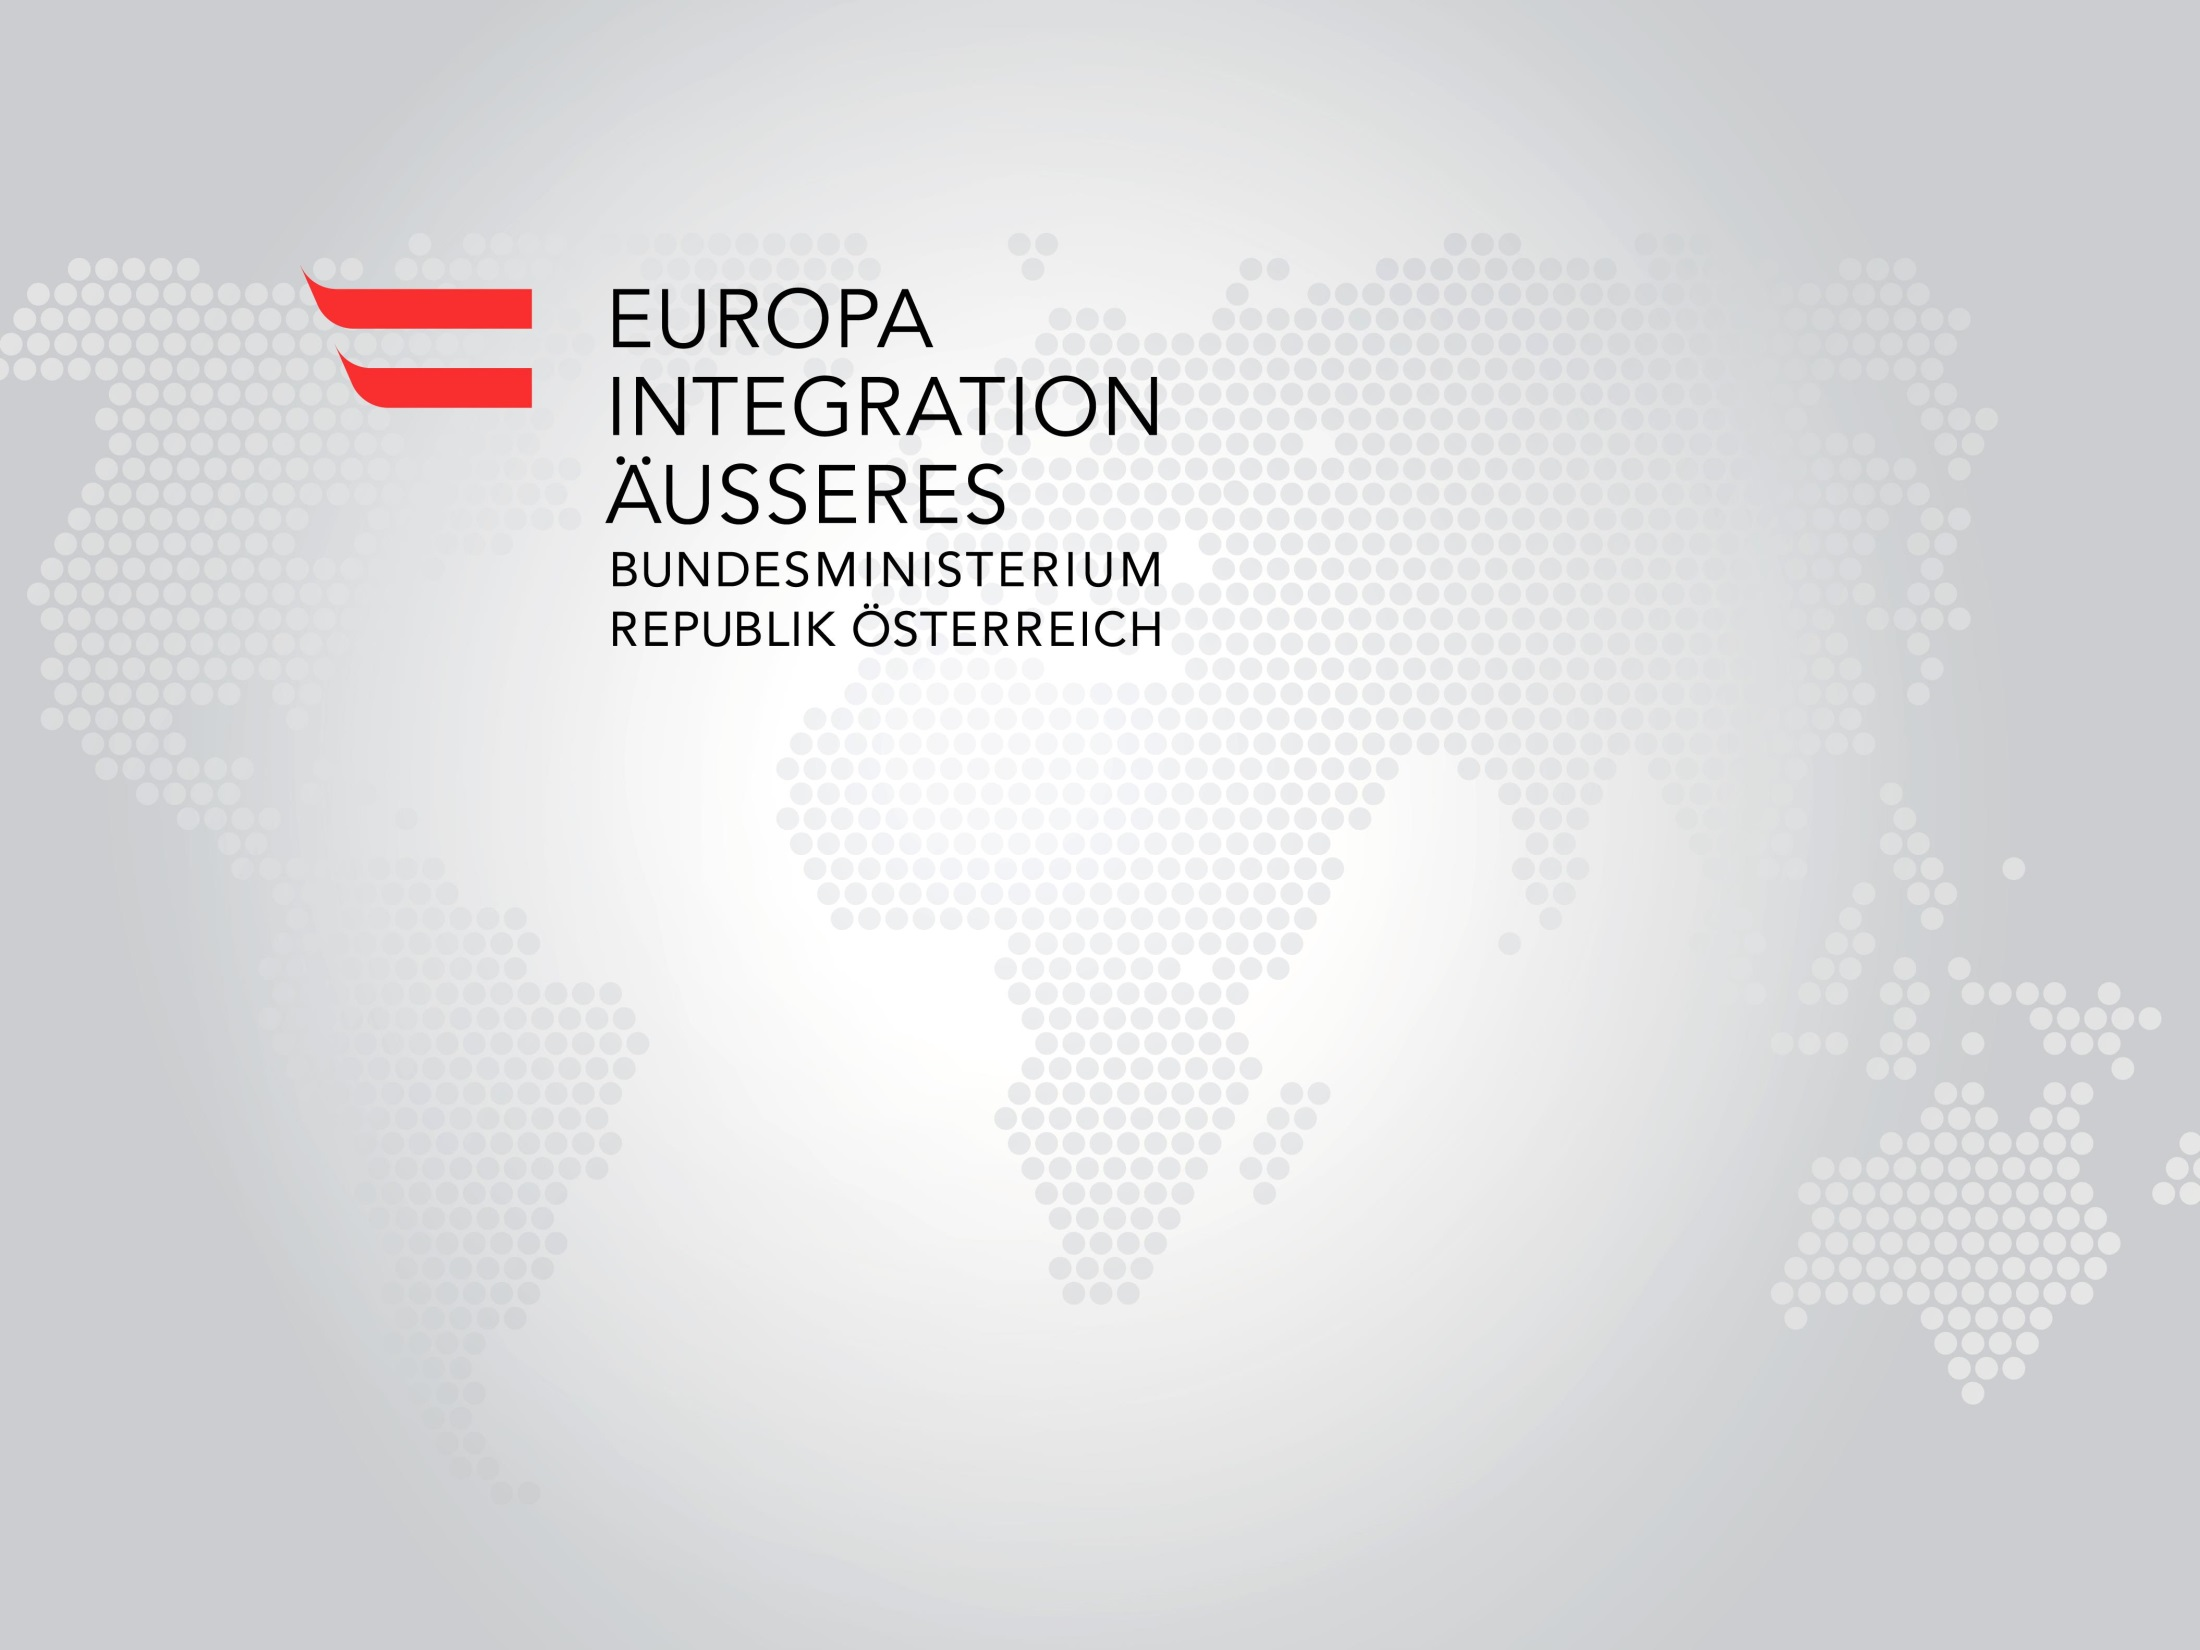 EUROPA
INTEGRATION
ÄUSSERES
BUNDESMINISTERIUM
REPUBLIK ÖSTERREICH